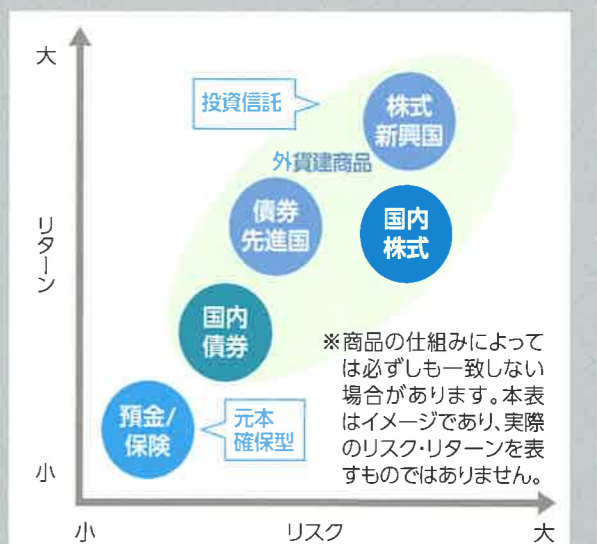 大
投資信託
株式
新興国
外貨建商品
債券
先進国
国内
株式
リターン
国内
債券
※商品の仕組みによって
は必ずしも一致しない
場合があります。本表
はイメージであり、実際
のリスク・リターンを表
すものではありません。
預金/
保険
元本
確保型
小
小
リスク
大